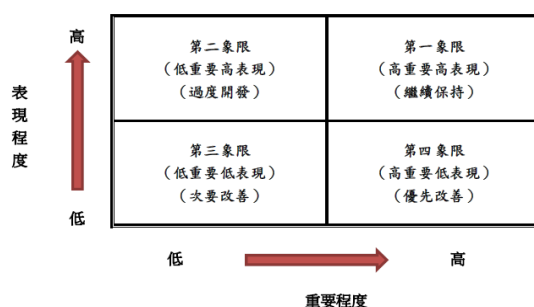 高
表現程度
低
第二象限
(低重要高表現)
(過度開發)
第一象限
(高重要高表現)
(繼續保持)
第三象限
(低重要低表現)
(次要改善)
第四象限
(高重要低表現)
(優先改善)
低
高
重要程度